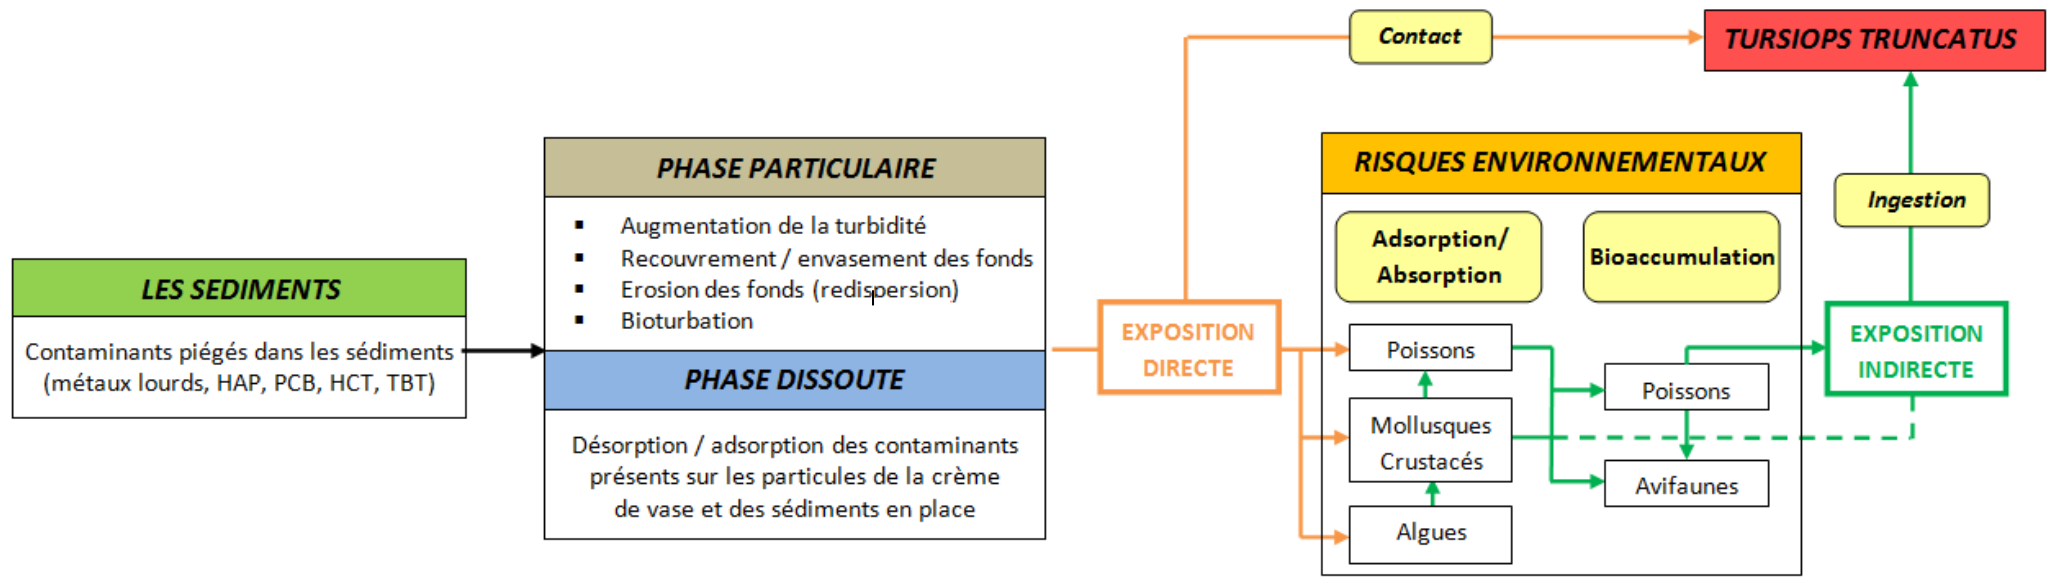 LES SEDIMENTS
Contaminants piégés dans les sédiments
(métaux lourds, HAP, PCB, HCT, TBT)
PHASE PARTICULAIRE
▪ Augmentation de la turbidité
▪ Recouvrement / envasement des fonds
▪ Erosion des fonds (redispersion)
▪ Bioturbation
PHASE DISSOUTE
Désorption / adsorption des contaminants
présents sur les particules de la crème
de vase et des sédiments en place
EXPOSITION
DIRECTE
Contact
TURSIOPS TRUNCATUS
RISQUES ENVIRONNEMENTAUX
Adsorption/
Absorption
Bioaccumulation
Poissons
Mollusques
Crustacés
Algues
Poissons
Avifaunes
Ingestion
EXPOSITION
INDIRECTE